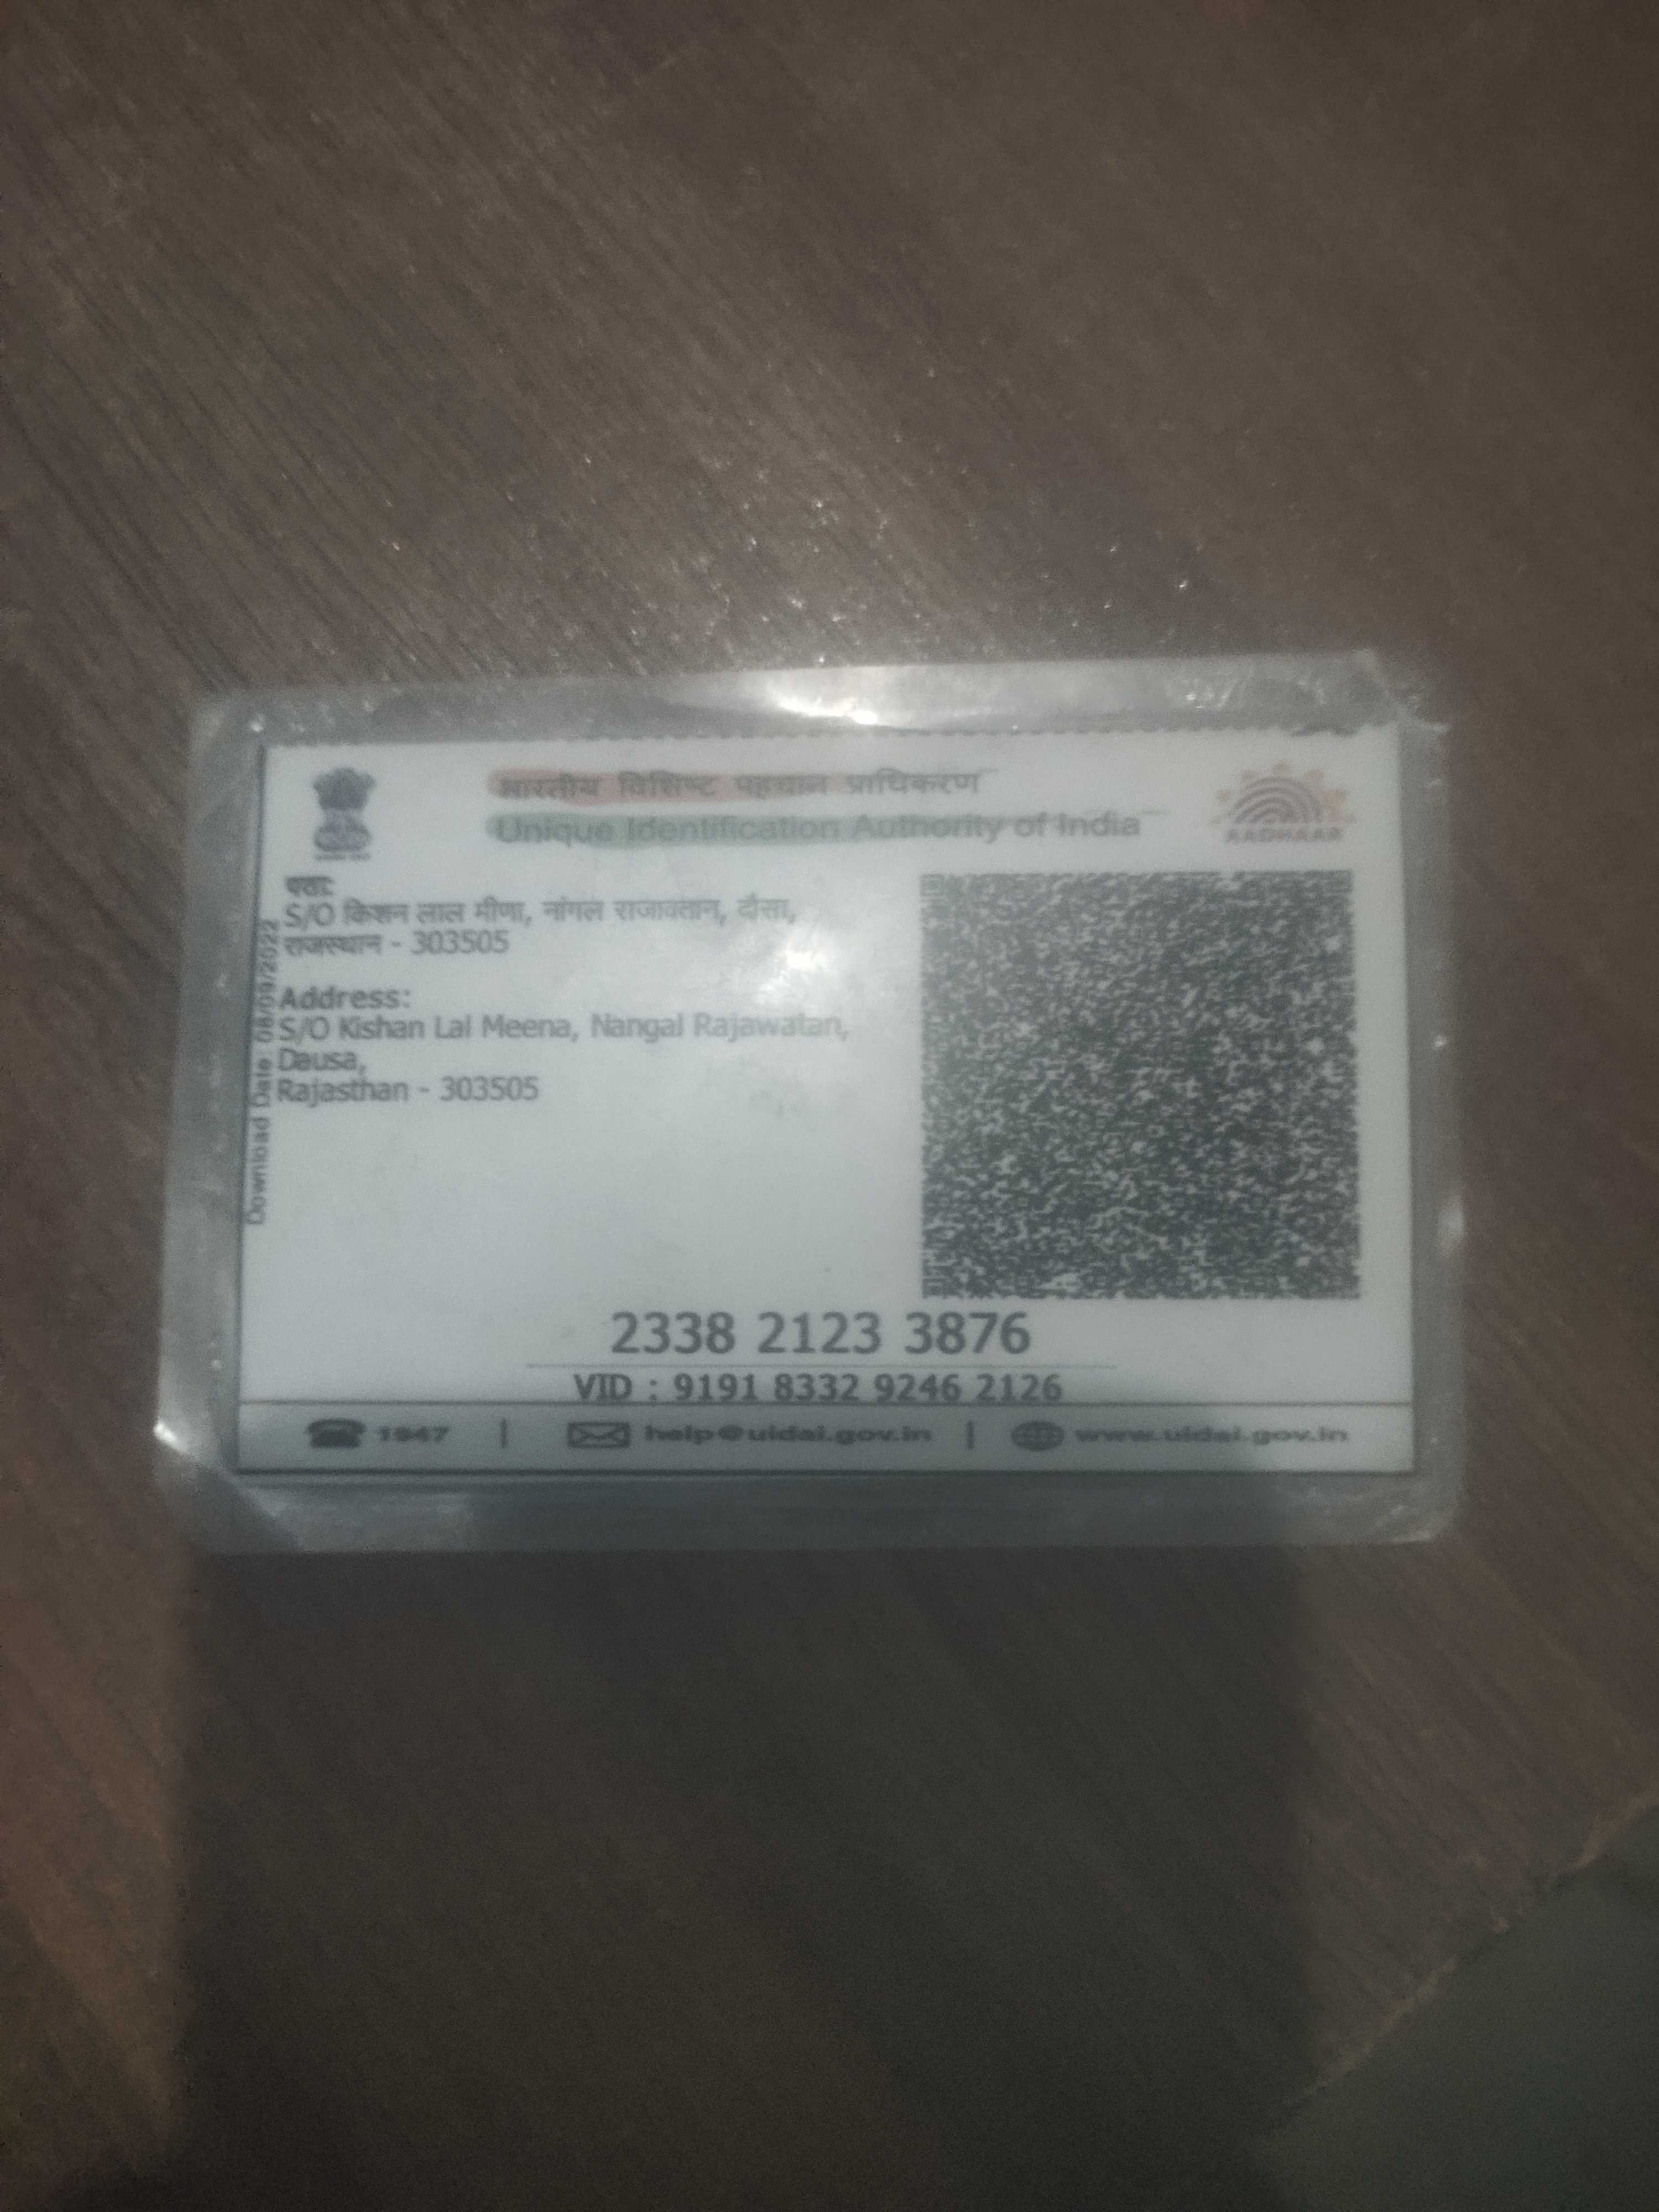 भारतीय विशिष्ट पहचान प्राधिकरण
Unique Identification Authority of India
AADHAAR
पता:
S/O किशन लाल मीणा, नांगल राजावतान, दौसा,
राजस्थान - 303505
Address:
S/O Kishan Lal Meena, Nangal Rajawatan,
Dausa,
Rajasthan - 303505
Download Date: 08/09/2022
2338 2123 3876
VID : 9191 8332 9246 2126
1947 | help@uidai.gov.in | www.uidai.gov.in